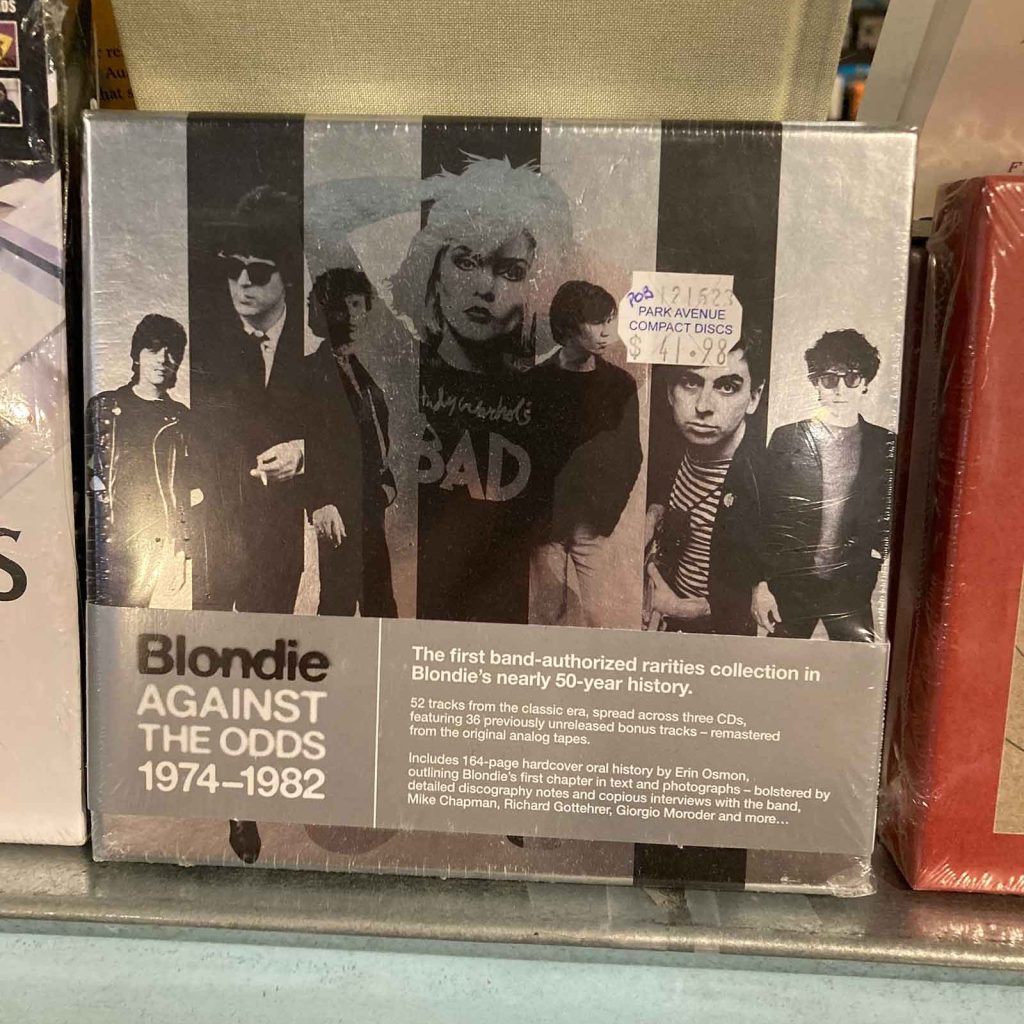 Andy Warhol's
BAD
POB 121623
PARK AVENUE
COMPACT DISCS
$ 41.98
Blondie
AGAINST
THE ODDS
1974–1982
The first band-authorized rarities collection in
Blondie's nearly 50-year history.
52 tracks from the classic era, spread across three CDs,
featuring 36 previously unreleased bonus tracks – remastered
from the original analog tapes.
Includes 164-page hardcover oral history by Erin Osmon,
outlining Blondie's first chapter in text and photographs – bolstered by
detailed discography notes and copious interviews with the band,
Mike Chapman, Richard Gottehrer, Giorgio Moroder and more...